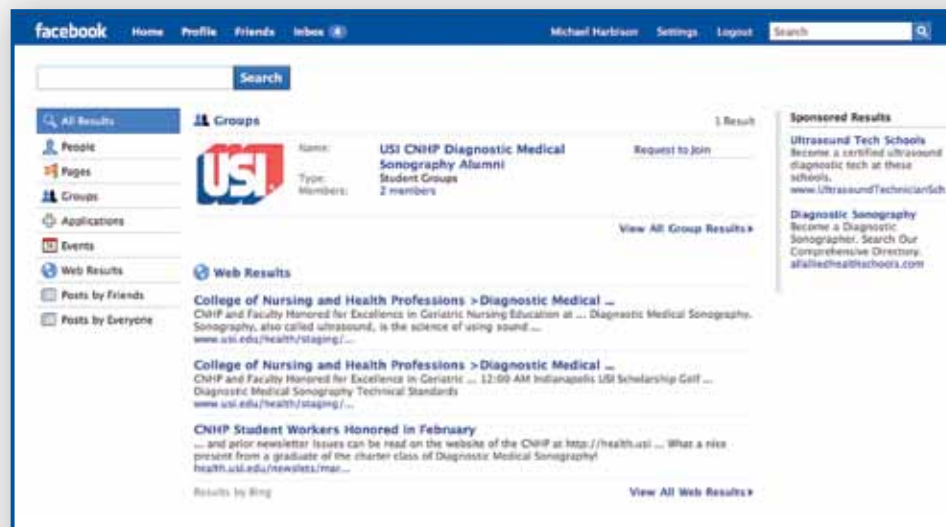 facebook Home Profile Friends Inbox 4 Michael Harbison Settings Logout Search
Search
All Results
People
Pages
Groups
Applications
Events
Web Results
Posts by Friends
Posts by Everyone
Groups 1 Result
USI
Name: USI CNHP Diagnostic Medical
Sonography Alumni
Type: Student Groups
Members: 2 members
Request to Join
View All Group Results
Web Results
College of Nursing and Health Professions > Diagnostic Medical ...
CNHP and Faculty Honored for Excellence in Geriatric Nursing Education at ... Diagnostic Medical Sonography.
Sonography, also called ultrasound, is the science of using sound ...
www.usi.edu/health/staging/...
College of Nursing and Health Professions > Diagnostic Medical ...
CNHP and Faculty Honored for Excellence in Geriatric ... 12:00 AM Indianapolis USI Scholarship Golf ...
Diagnostic Medical Sonography Technical Standards
www.usi.edu/health/staging/...
CNHP Student Workers Honored in February
... and prior newsletter issues can be read on the website of the CNHP at http://health.usi ... What a nice
present from a graduate of the charter class of Diagnostic Medical Sonography!
health.usi.edu/newslets/mar...
Results by Bing View All Web Results
Sponsored Results
Ultrasound Tech Schools
Become a certified ultrasound
diagnostic tech at these
schools.
www.UltrasoundTechnicianSch
Diagnostic Sonography
Become a Diagnostic
Sonographer. Search Our
Comprehensive Directory.
allalliedhealthschools.com